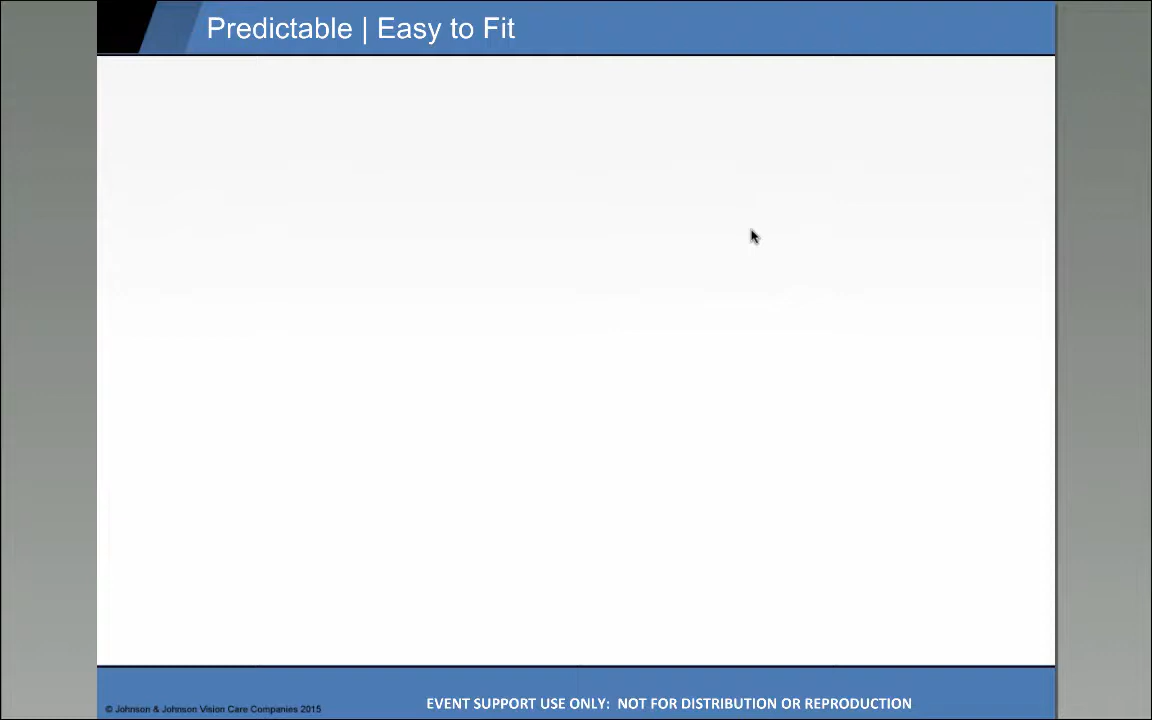 Predictable | Easy to Fit
© Johnson & Johnson Vision Care Companies 2015
EVENT SUPPORT USE ONLY: NOT FOR DISTRIBUTION OR REPRODUCTION